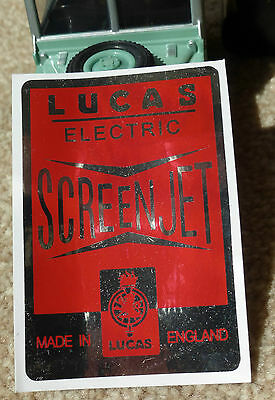 LUCAS
ELECTRIC
SCREENJET
MADE IN
LUCAS
ENGLAND